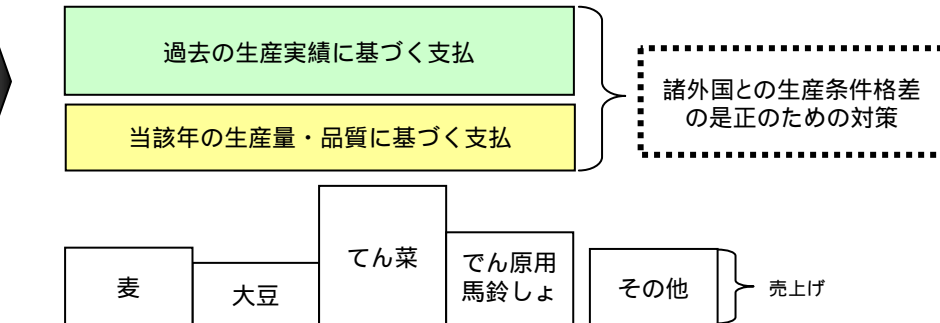 過去の生産実績に基づく支払
諸外国との生産条件格差
の是正のための対策
当該年の生産量・品質に基づく支払
麦
大豆
てん菜
でん原用
馬鈴しょ
その他
売上げ